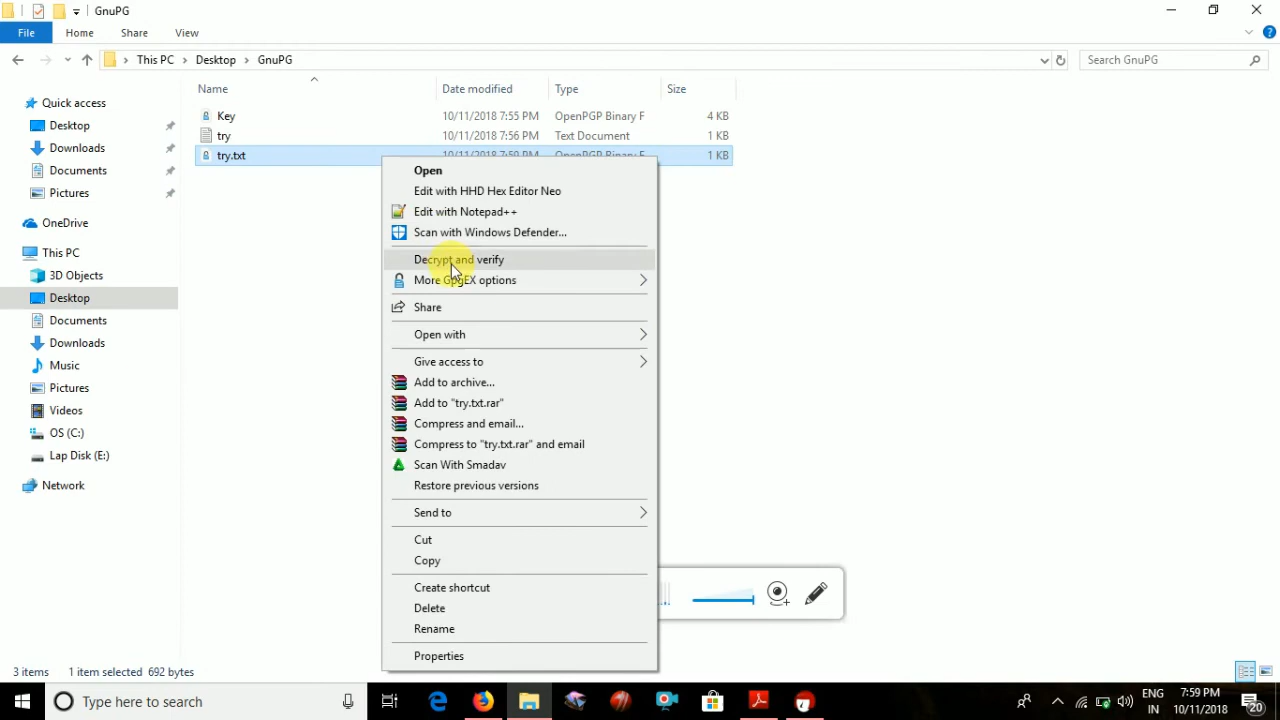 GnuPG
File Home Share View
This PC Desktop GnuPG
Search GnuPG
Name Date modified Type Size
Quick access
Desktop
Downloads
Documents
Pictures
OneDrive
This PC
3D Objects
Desktop
Documents
Downloads
Music
Pictures
Videos
OS (C:)
Lap Disk (E:)
Network
Key 10/11/2018 7:55 PM OpenPGP Binary F 4 KB
try 10/11/2018 7:56 PM Text Document 1 KB
try.txt 10/11/2018 7:59 PM OpenPGP Binary F 1 KB
Open
Edit with HHD Hex Editor Neo
Edit with Notepad++
Scan with Windows Defender...
Decrypt and verify
More GpgEX options
Share
Open with
Give access to
Add to archive...
Add to "try.txt.rar"
Compress and email...
Compress to "try.txt.rar" and email
Scan With Smadav
Restore previous versions
Send to
Cut
Copy
Create shortcut
Delete
Rename
Properties
3 items 1 item selected 692 bytes
Type here to search
ENG
IN
7:59 PM
10/11/2018
20